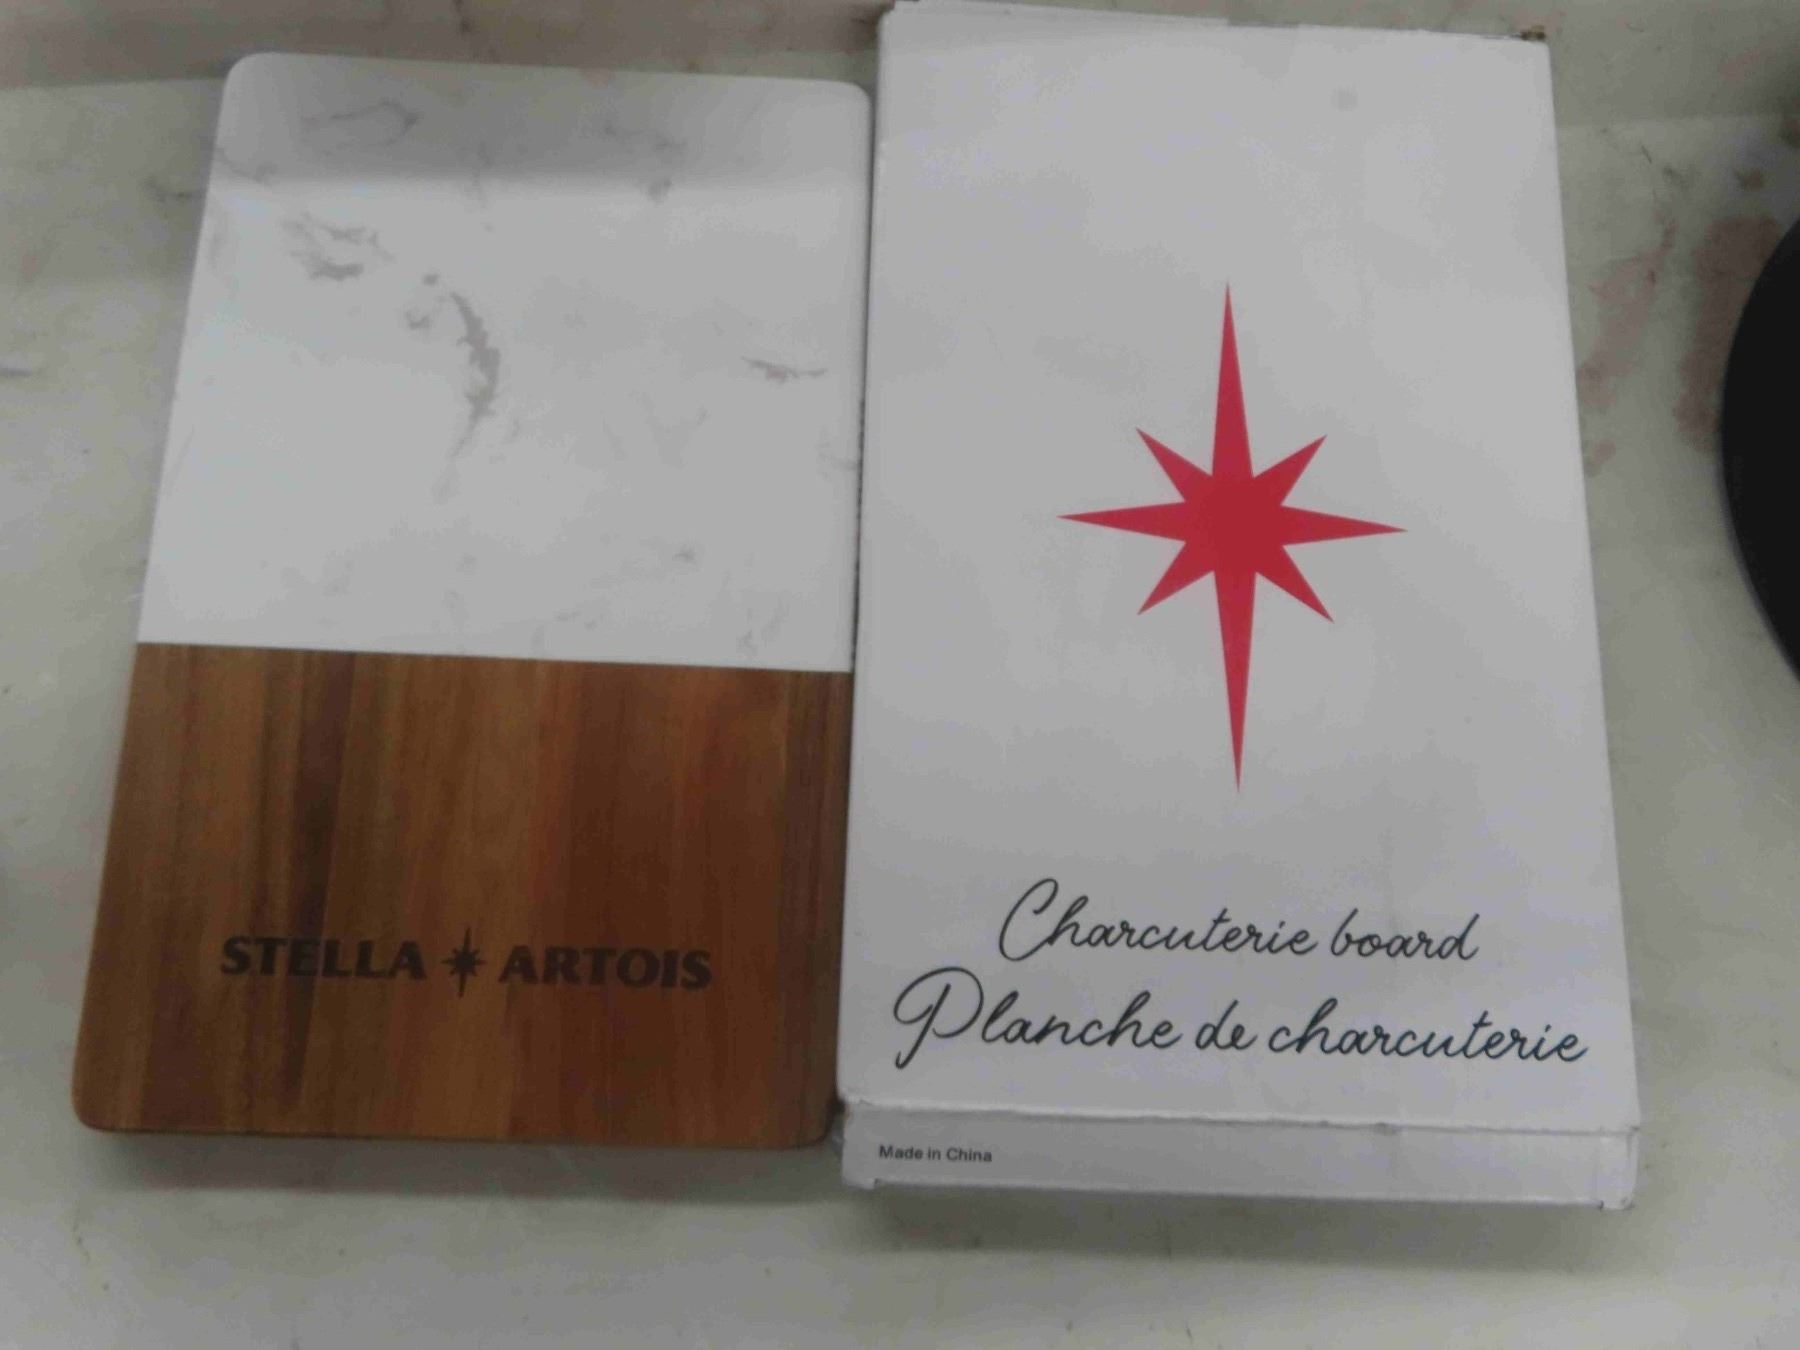 STELLA ARTOIS
Charcuterie board
Planche de charcuterie
Made in China